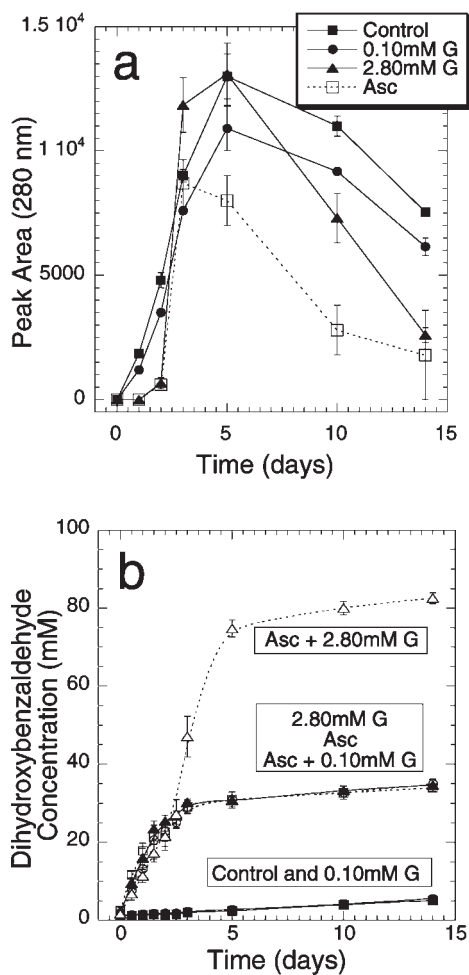 a
Control
0.10mM G
2.80mM G
Asc
1.5 10⁴
1 10⁴
5000
0
Peak Area (280 nm)
0 5 10 15
Time (days)
b
100
80
60
40
20
0
Dihydroxybenzaldehyde
Concentration (mM)
Asc + 2.80mM G
2.80mM G
Asc
Asc + 0.10mM G
Control and 0.10mM G
0 5 10 15
Time (days)